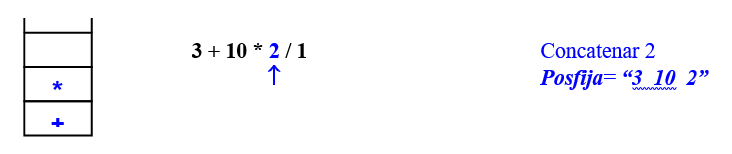 3 + 10 * 2 / 1
Concatenar 2
Posfija= “3 10 2”
*
+